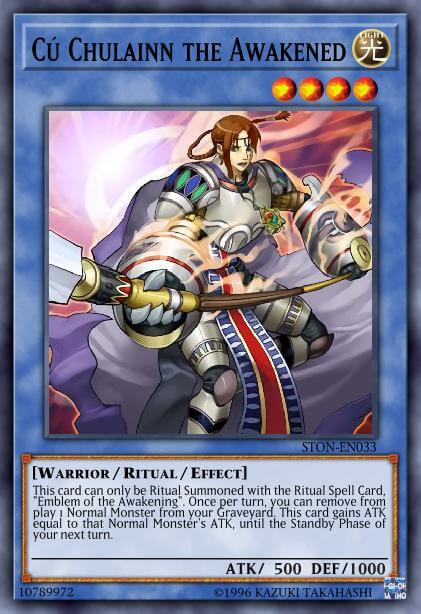 Cú Chulainn the Awakened
LIGHT
光
STON-EN033
[Warrior / Ritual / Effect]
This card can only be Ritual Summoned with the Ritual Spell Card,
"Emblem of the Awakening". Once per turn, you can remove from
play 1 Normal Monster from your Graveyard. This card gains ATK
equal to that Normal Monster's ATK, until the Standby Phase of
your next turn.
ATK/ 500 DEF/1000
10789972
©1996 KAZUKI TAKAHASHI